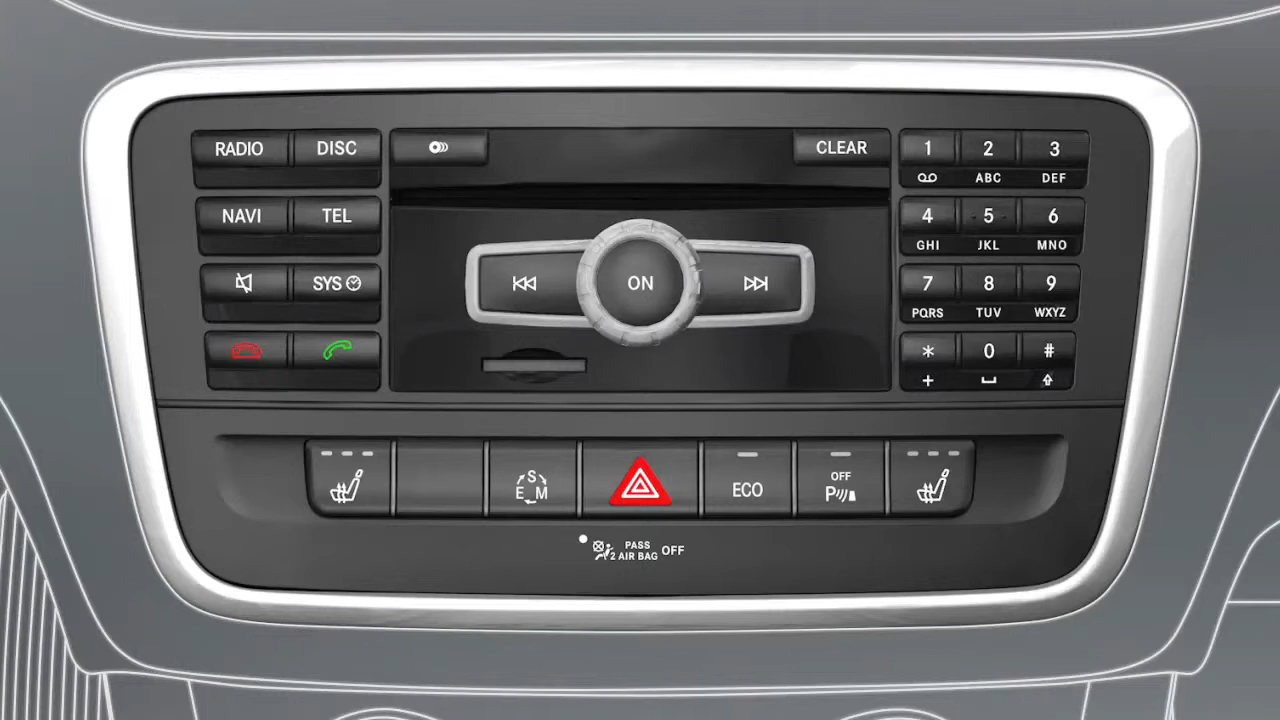 RADIO DISC CLEAR 1 2 3
ABC DEF
NAVI TEL 4 5 6
GHI JKL MNO
SYS ON 7 8 9
PQRS TUV WXYZ
* 0 #
+
S
E M
ECO
OFF
P
PASS
2 AIR BAG OFF